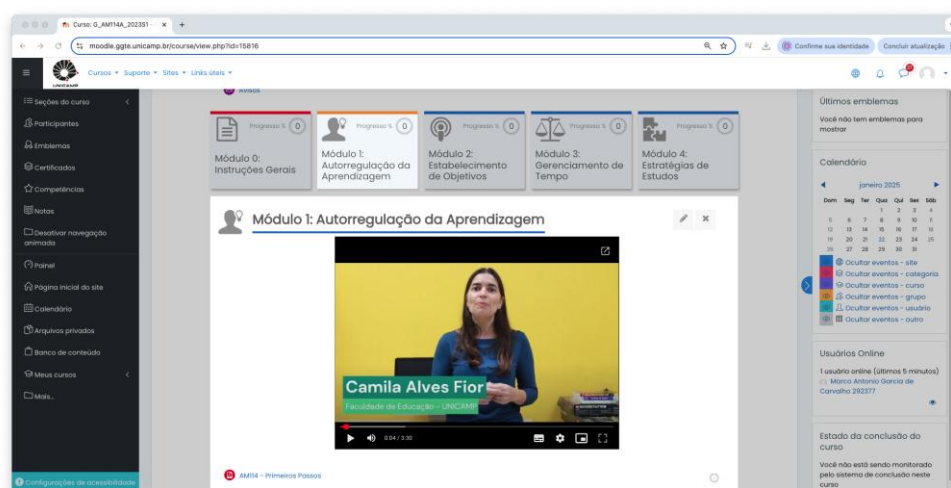 Curso: G_AM114A_2023S1 -
moodle.ggte.unicamp.br/course/view.php?id=15816
Confirme sua identidade
Concluir atualização
UNICAMP
Cursos
Suporte
Sites
Links úteis
Seções do curso
Participantes
Emblemas
Certificados
Competências
Notas
Desativar navegação
animada
Painel
Página inicial do site
Calendário
Arquivos privados
Banco de conteúdo
Meus cursos
Mais...
Configurações de acessibilidade
Avisos
Progresso %
0
Módulo 0:
Instruções Gerais
Progresso %
0
Módulo 1:
Autorregulação da
Aprendizagem
Progresso %
0
Módulo 2:
Estabelecimento
de Objetivos
Progresso %
0
Módulo 3:
Gerenciamento de
Tempo
Progresso %
0
Módulo 4:
Estratégias de
Estudos
Módulo 1: Autorregulação da Aprendizagem
Camila Alves Fior
Faculdade de Educação - UNICAMP
0:04 / 3:30
AM114 - Primeiros Passos
Últimos emblemas
Você não tem emblemas para
mostrar
Calendário
janeiro 2025
Dom Seg Ter Qua Qui Sex Sáb
1 2 3 4
5 6 7 8 9 10 11
12 13 14 15 16 17 18
19 20 21 22 23 24 25
26 27 28 29 30 31
Ocultar eventos - site
Ocultar eventos - categoria
Ocultar eventos - curso
Ocultar eventos - grupo
Ocultar eventos - usuário
Ocultar eventos - outro
Usuários Online
1 usuário online (últimos 5 minutos)
Marco Antonio Garcia de
Carvalho 292377
Estado da conclusão do
curso
Você não está sendo monitorado
pelo sistema de conclusão neste
curso